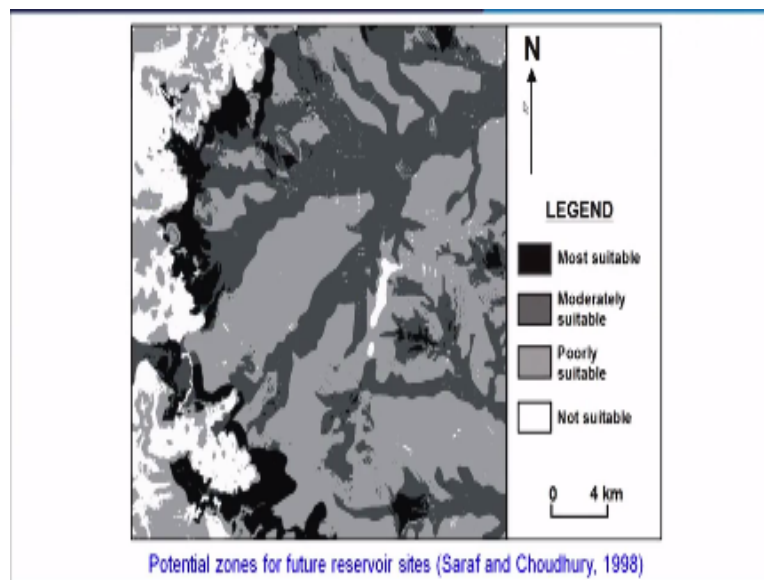 N
LEGEND
Most suitable
Moderately
suitable
Poorly
suitable
Not suitable
0 4 km
Potential zones for future reservoir sites (Saraf and Choudhury, 1998)